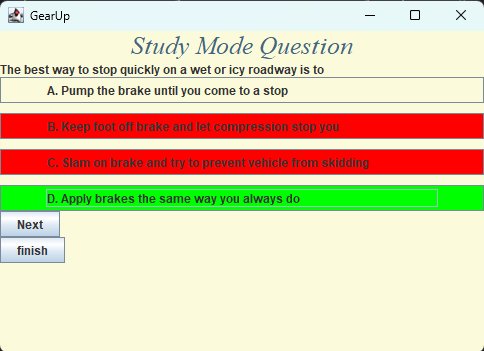 GearUp
Study Mode Question
The best way to stop quickly on a wet or icy roadway is to
A. Pump the brake until you come to a stop
B. Keep foot off brake and let compression stop you
C. Slam on brake and try to prevent vehicle from skidding
D. Apply brakes the same way you always do
Next
finish